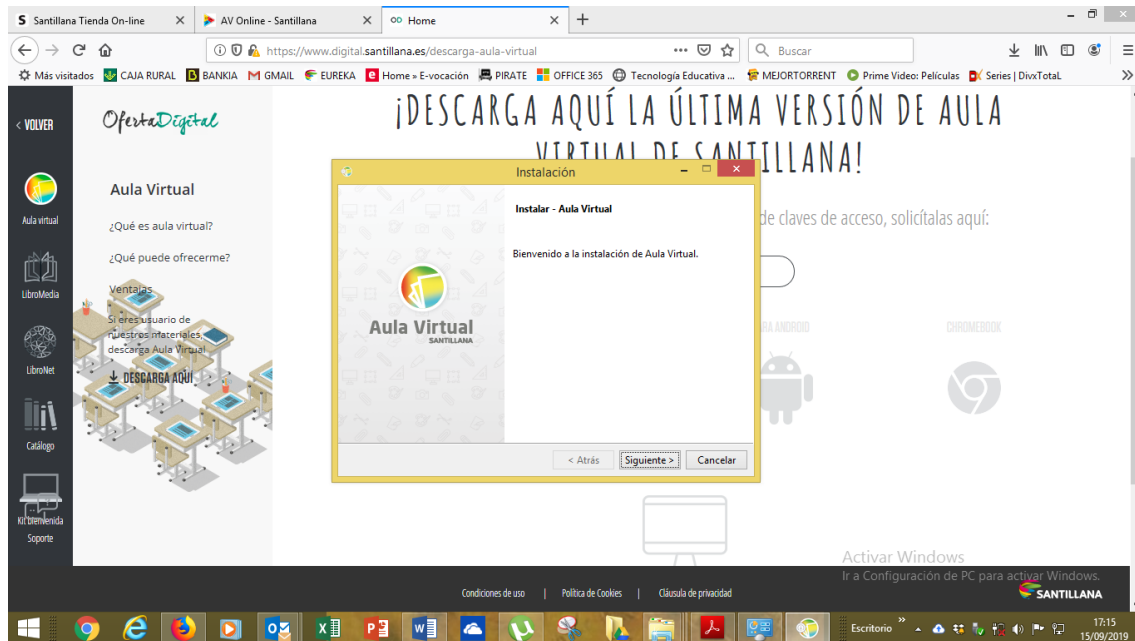 Santillana Tienda On-line
AV Online - Santillana
Home
https://www.digital.santillana.es/descarga-aula-virtual
Buscar
Más visitados CAJA RURAL BANKIA GMAIL EUREKA Home » E-vocación PIRATE OFFICE 365 Tecnología Educativa ... MEJORTORRENT Prime Video: Películas Series | DivxTotaL
< VOLVER
OfertaDigital
¡DESCARGA AQUÍ LA ÚLTIMA VERSIÓN DE AULA
VIRTUAL DE SANTILLANA!
Aula virtual
LibroMedia
LibroNet
Catálogo
Kit bienvenida
Soporte
Aula Virtual
¿Qué es aula virtual?
¿Qué puede ofrecerme?
Ventajas
Si eres usuario de
nuestros materiales,
descarga Aula Virtual
DESCARGA AQUÍ
Instalación
Instalar - Aula Virtual
Bienvenido a la instalación de Aula Virtual.
Aula Virtual
SANTILLANA
< Atrás
Siguiente >
Cancelar
de claves de acceso, solicítalas aquí:
ANDROID
CHROMEBOOK
Activar Windows
Ir a Configuración de PC para activar Windows.
Condiciones de uso | Política de Cookies | Cláusula de privacidad
SANTILLANA
Escritorio
17:15
15/09/2019